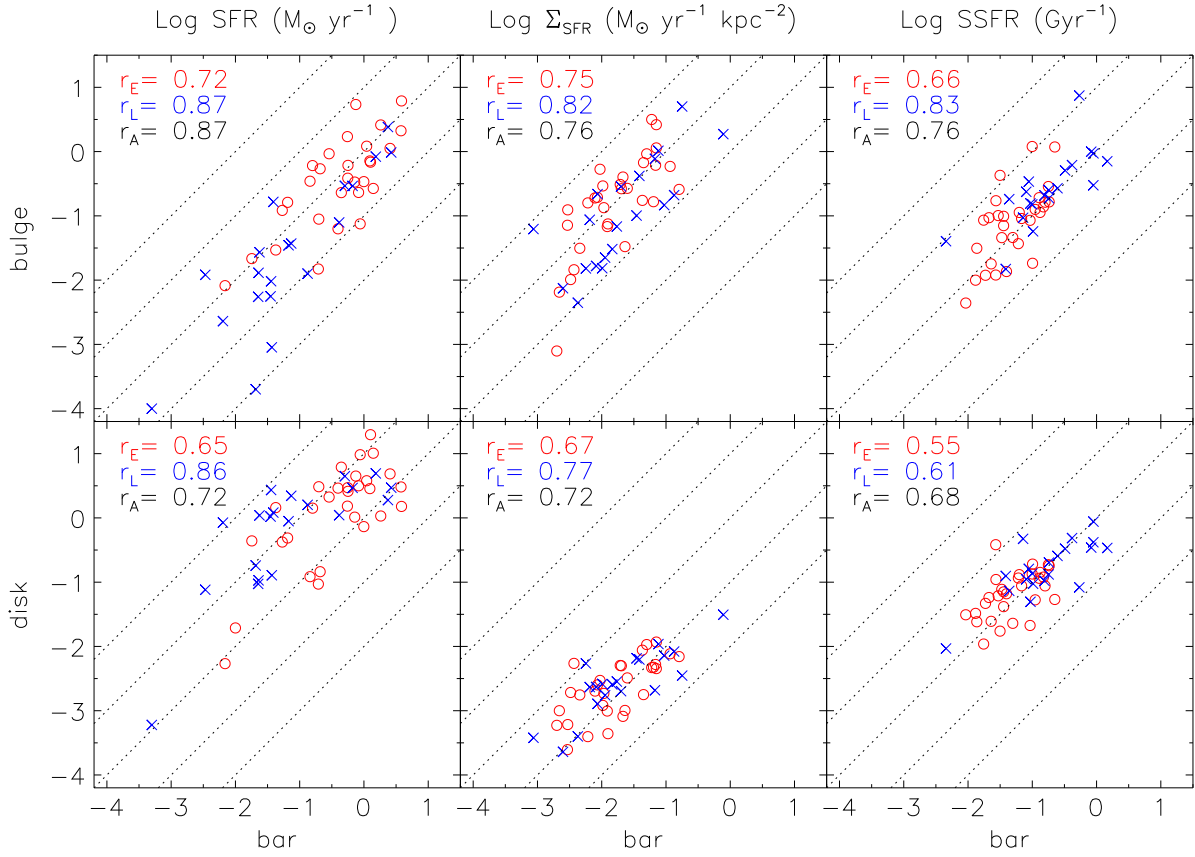 Log SFR (M⊙ yr⁻¹ )
Log Σ_SFR (M⊙ yr⁻¹ kpc⁻²)
Log SSFR (Gyr⁻¹)
bulge
1
0
−1
−2
−3
−4
r_E= 0.72
r_L= 0.87
r_A= 0.87
r_E= 0.75
r_L= 0.82
r_A= 0.76
r_E= 0.66
r_L= 0.83
r_A= 0.76
disk
1
0
−1
−2
−3
−4
r_E= 0.65
r_L= 0.86
r_A= 0.72
r_E= 0.67
r_L= 0.77
r_A= 0.72
r_E= 0.55
r_L= 0.61
r_A= 0.68
−4 −3 −2 −1 0 1
−4 −3 −2 −1 0 1
−4 −3 −2 −1 0 1
bar
bar
bar